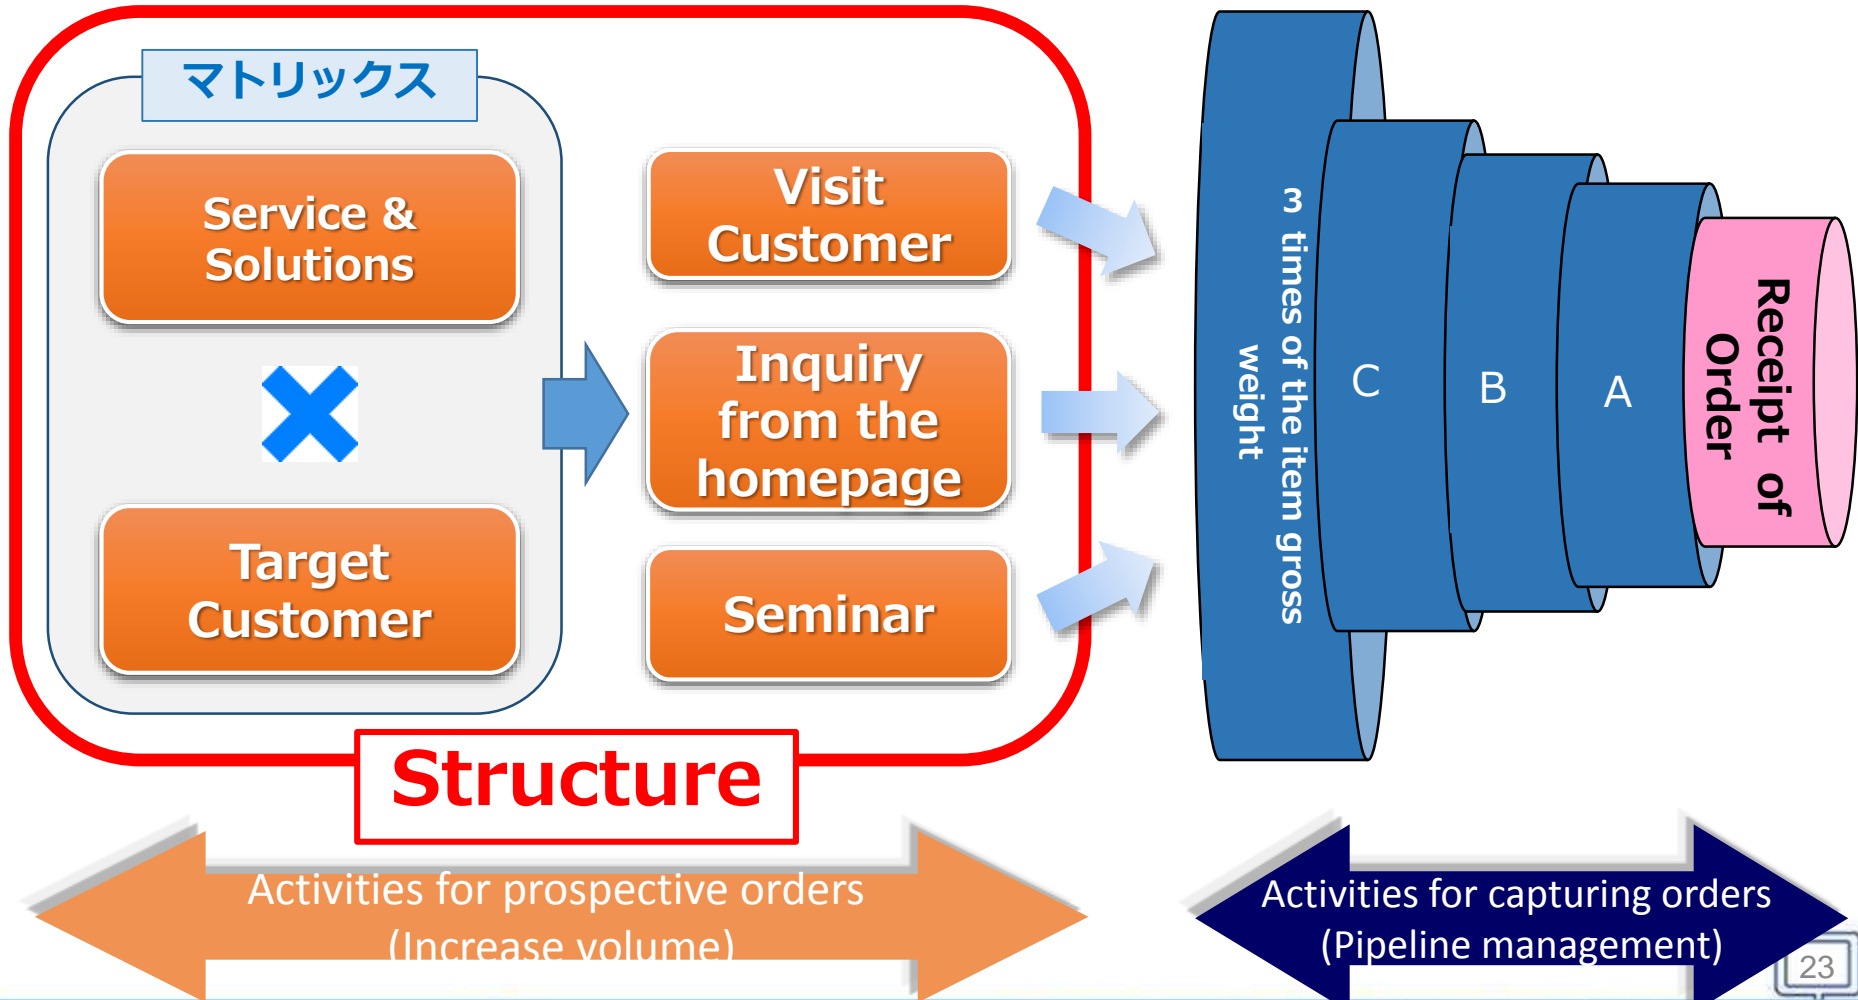 マトリックス
Service &
Solutions
Target
Customer
Visit
Customer
Inquiry
from the
homepage
Seminar
Structure
3 times of the item gross
weight
C
B
A
Receipt of
Order
Activities for prospective orders
(Increase volume)
Activities for capturing orders
(Pipeline management)
23